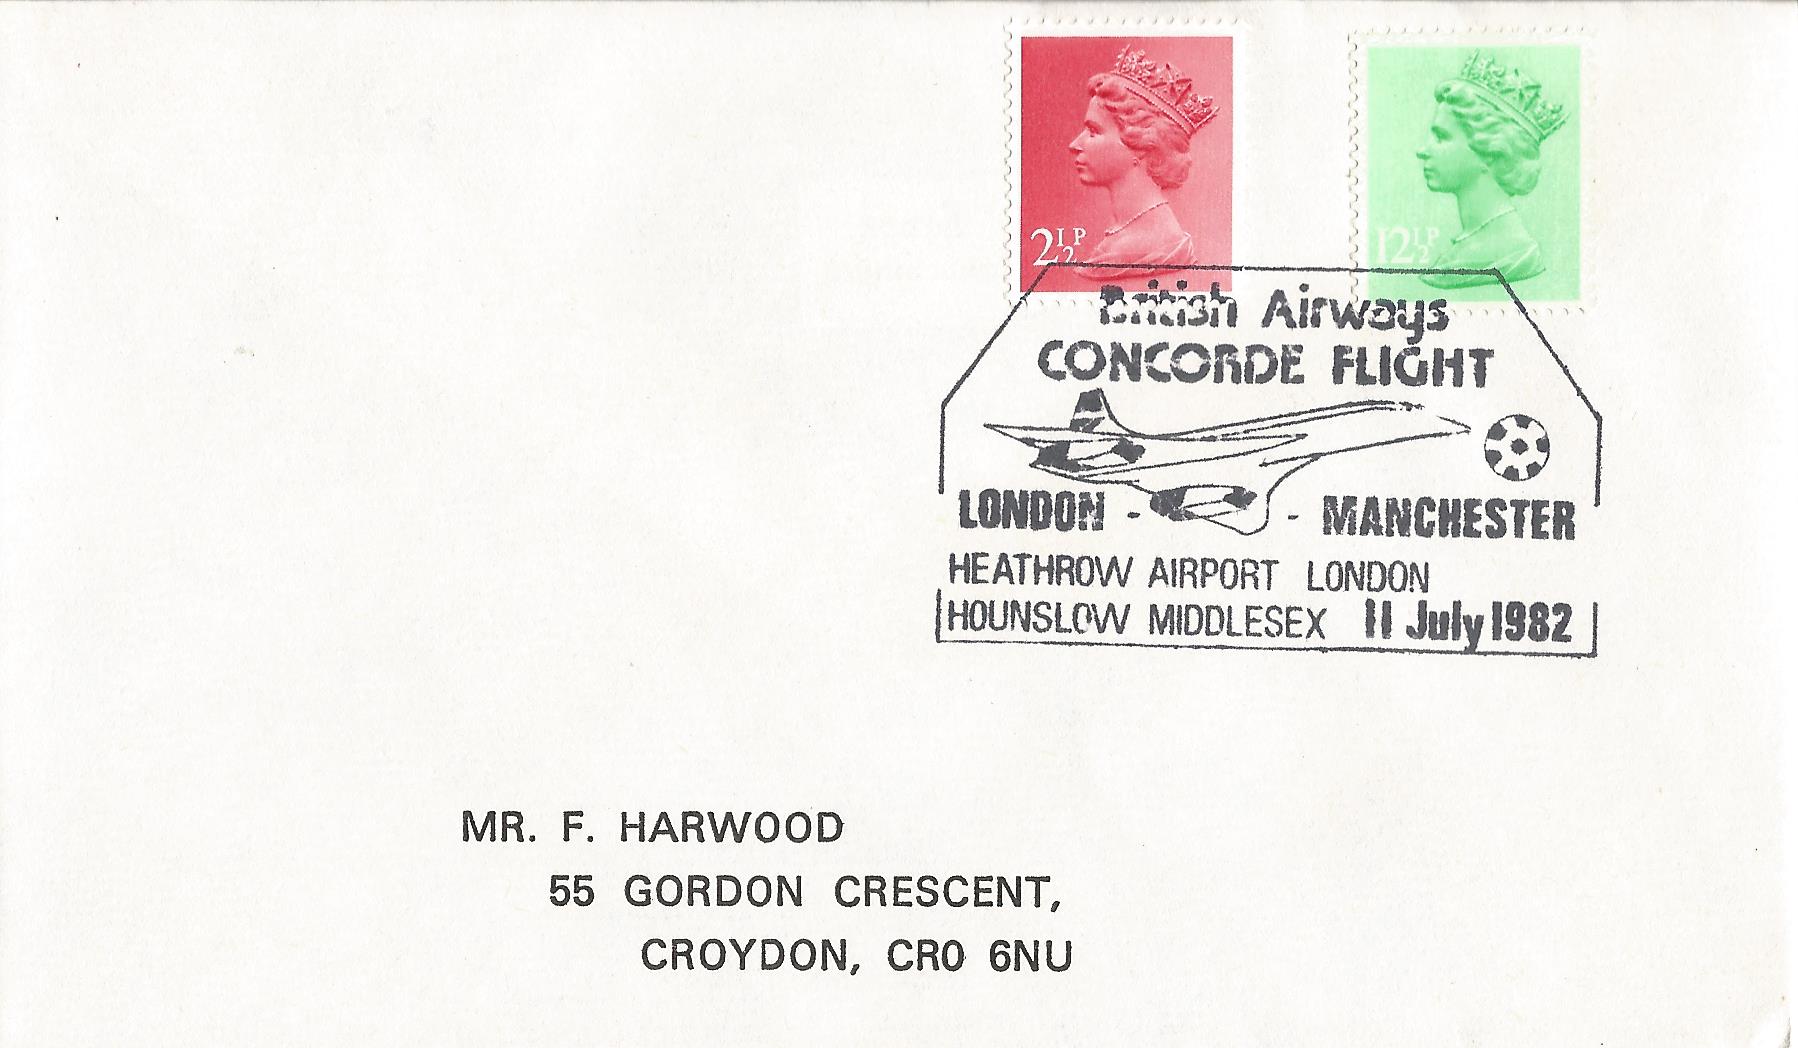 2½P
12½P
British Airways
CONCORDE FLIGHT
LONDON - - MANCHESTER
HEATHROW AIRPORT LONDON
HOUNSLOW MIDDLESEX 11 July 1982
MR. F. HARWOOD
55 GORDON CRESCENT,
CROYDON, CR0 6NU